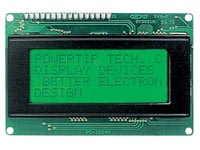 POWERTIP TECH. C
DISPLAY DEVICES
BETTER ELECTRON
DESIGN